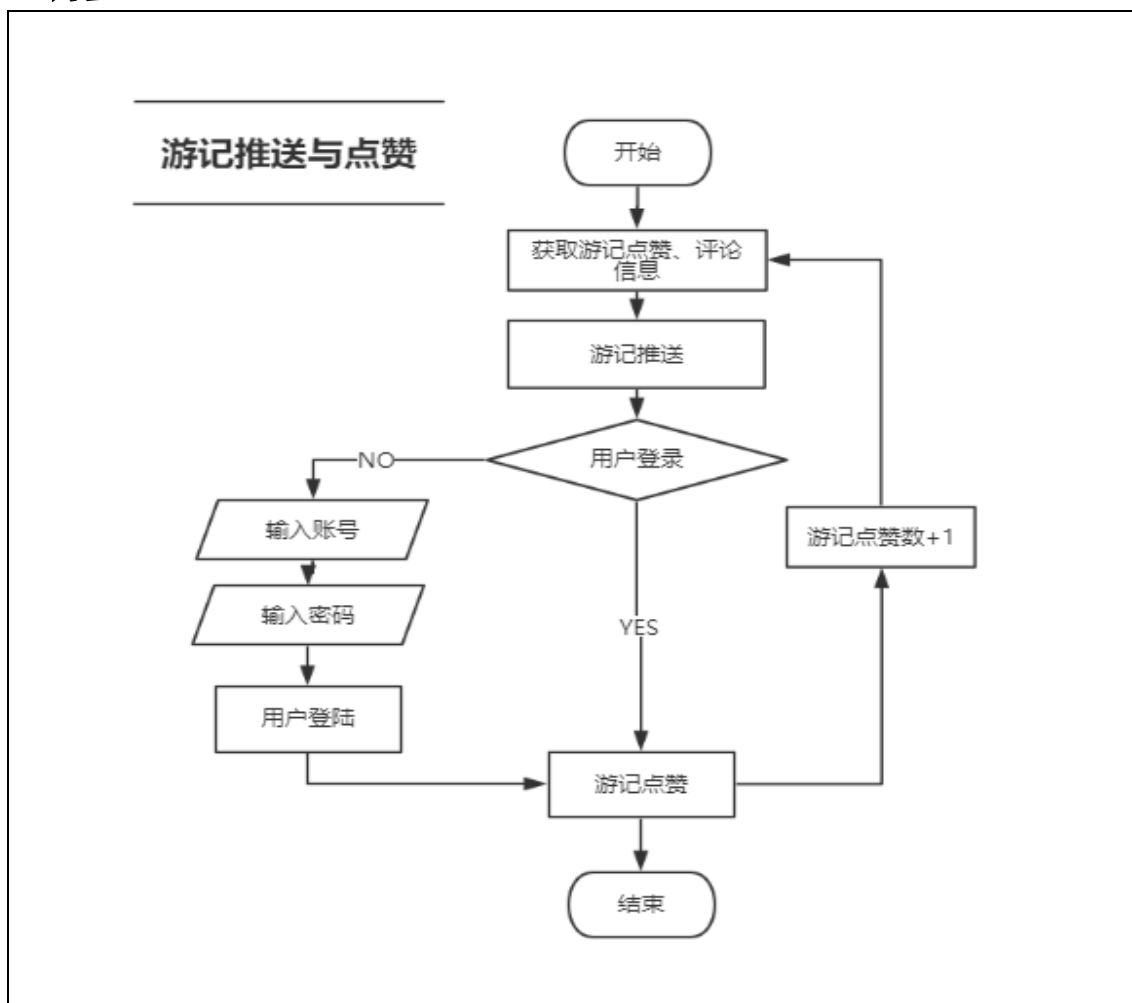 游记推送与点赞
开始
获取游记点赞、评论
信息
游记推送
用户登录
NO
输入账号
游记点赞数+1
输入密码
YES
用户登陆
游记点赞
结束